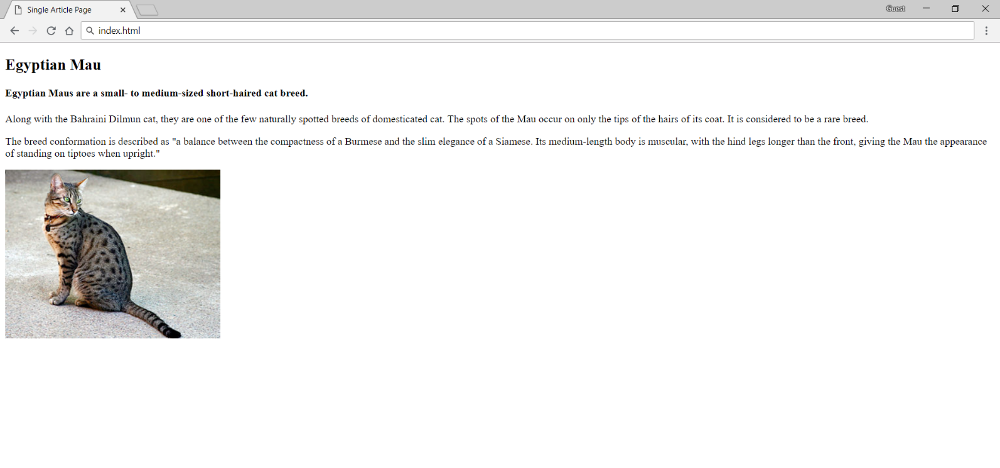 Single Article Page
Guest
index.html
Egyptian Mau
Egyptian Maus are a small- to medium-sized short-haired cat breed.
Along with the Bahraini Dilmun cat, they are one of the few naturally spotted breeds of domesticated cat. The spots of the Mau occur on only the tips of the hairs of its coat. It is considered to be a rare breed.
The breed conformation is described as "a balance between the compactness of a Burmese and the slim elegance of a Siamese. Its medium-length body is muscular, with the hind legs longer than the front, giving the Mau the appearance
of standing on tiptoes when upright."